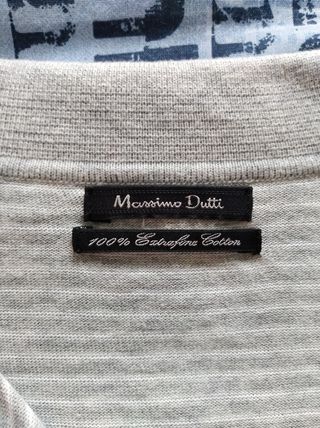 Massimo Dutti
100% Extrafine Cotton